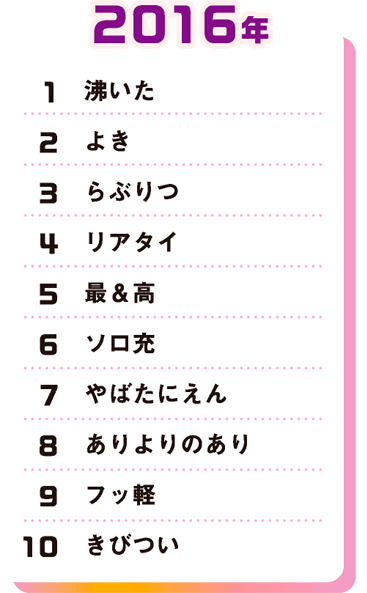 2016年
1 沸いた
2 よき
3 らぶりつ
4 リアタイ
5 最&高
6 ソロ充
7 やばたにえん
8 ありよりのあり
9 フッ軽
10 きびつい